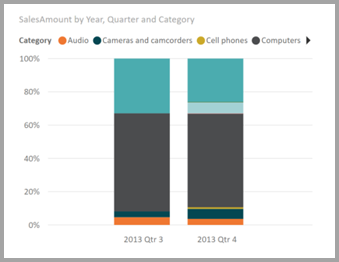 SalesAmount by Year, Quarter and Category
Category Audio Cameras and camcorders Cell phones Computers
100%
80%
60%
40%
20%
0%
2013 Qtr 3 2013 Qtr 4